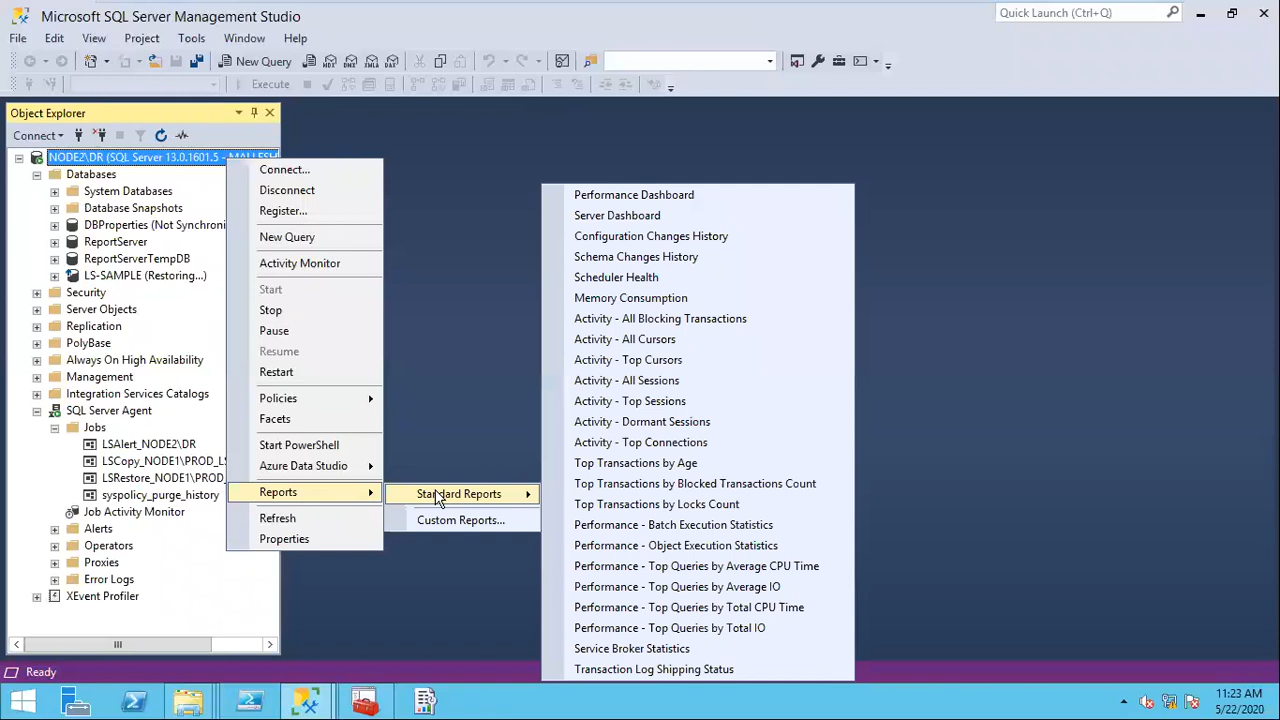 Microsoft SQL Server Management Studio
Quick Launch (Ctrl+Q)
File Edit View Project Tools Window Help
New Query
MDX DMX XMLA DAX
Execute
Object Explorer
Connect
NODE2\DR (SQL Server 13.0.1601.5 - MALLESH
Databases
System Databases
Database Snapshots
DBProperties (Not Synchroni
ReportServer
ReportServerTempDB
LS-SAMPLE (Restoring...)
Security
Server Objects
Replication
PolyBase
Always On High Availability
Management
Integration Services Catalogs
SQL Server Agent
Jobs
LSAlert_NODE2\DR
LSCopy_NODE1\PROD_LS
LSRestore_NODE1\PROD_
syspolicy_purge_history
Job Activity Monitor
Alerts
Operators
Proxies
Error Logs
XEvent Profiler
Connect...
Disconnect
Register...
New Query
Activity Monitor
Start
Stop
Pause
Resume
Restart
Policies
Facets
Start PowerShell
Azure Data Studio
Reports
Refresh
Properties
Standard Reports
Custom Reports...
Performance Dashboard
Server Dashboard
Configuration Changes History
Schema Changes History
Scheduler Health
Memory Consumption
Activity - All Blocking Transactions
Activity - All Cursors
Activity - Top Cursors
Activity - All Sessions
Activity - Top Sessions
Activity - Dormant Sessions
Activity - Top Connections
Top Transactions by Age
Top Transactions by Blocked Transactions Count
Top Transactions by Locks Count
Performance - Batch Execution Statistics
Performance - Object Execution Statistics
Performance - Top Queries by Average CPU Time
Performance - Top Queries by Average IO
Performance - Top Queries by Total CPU Time
Performance - Top Queries by Total IO
Service Broker Statistics
Transaction Log Shipping Status
Ready
11:23 AM
5/22/2020